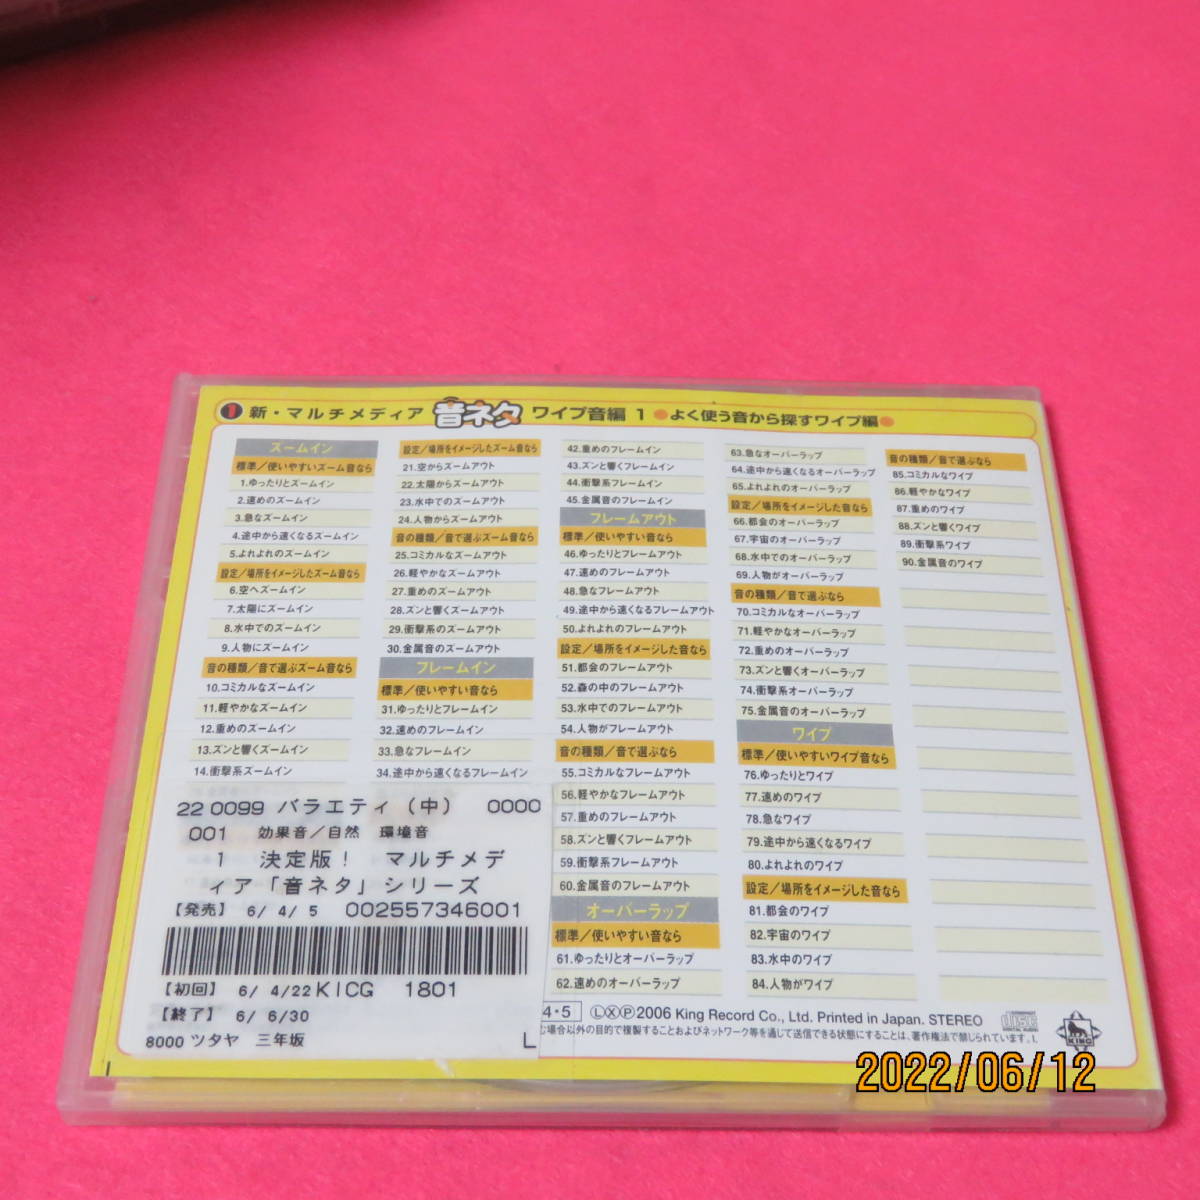 1 新・マルチメディア 音ネタ ワイプ音編 1 ●よく使う音から探すワイプ編●
ズームイン
標準／使いやすいズーム音なら
1.ゆったりとズームイン
2.速めのズームイン
3.急なズームイン
4.途中から速くなるズームイン
5.よれよれのズームイン
設定／場所をイメージしたズーム音なら
6.空へズームイン
7.太陽にズームイン
8.水中でのズームイン
9.人物にズームイン
音の種類／音で選ぶズーム音なら
10.コミカルなズームイン
11.軽やかなズームイン
12.重めのズームイン
13.ズンと響くズームイン
14.衝撃系ズームイン
設定／場所をイメージしたズーム音なら
21.空からズームアウト
22.太陽からズームアウト
23.水中でのズームアウト
24.人物からズームアウト
音の種類／音で選ぶズーム音なら
25.コミカルなズームアウト
26.軽やかなズームアウト
27.重めのズームアウト
28.ズンと響くズームアウト
29.衝撃系のズームアウト
30.金属音のズームアウト
フレームイン
標準／使いやすい音なら
31.ゆったりとフレームイン
32.速めのフレームイン
33.急なフレームイン
34.途中から速くなるフレームイン
42.重めのフレームイン
43.ズンと響くフレームイン
44.衝撃系フレームイン
45.金属音のフレームイン
フレームアウト
標準／使いやすい音なら
46.ゆったりとフレームアウト
47.速めのフレームアウト
48.急なフレームアウト
49.途中から速くなるフレームアウト
50.よれよれのフレームアウト
設定／場所をイメージした音なら
51.都会のフレームアウト
52.森の中のフレームアウト
53.水中でのフレームアウト
54.人物がフレームアウト
音の種類／音で選ぶなら
55.コミカルなフレームアウト
56.軽やかなフレームアウト
57.重めのフレームアウト
58.ズンと響くフレームアウト
59.衝撃系フレームアウト
60.金属音のフレームアウト
オーバーラップ
標準／使いやすい音なら
61.ゆったりとオーバーラップ
62.速めのオーバーラップ
63.急なオーバーラップ
64.途中から速くなるオーバーラップ
65.よれよれのオーバーラップ
設定／場所をイメージした音なら
66.都会のオーバーラップ
67.宇宙のオーバーラップ
68.水中でのオーバーラップ
69.人物がオーバーラップ
音の種類／音で選ぶなら
70.コミカルなオーバーラップ
71.軽やかなオーバーラップ
72.重めのオーバーラップ
73.ズンと響くオーバーラップ
74.衝撃系オーバーラップ
75.金属音のオーバーラップ
ワイプ
標準／使いやすいワイプ音なら
76.ゆったりとワイプ
77.速めのワイプ
78.急なワイプ
79.途中から速くなるワイプ
80.よれよれのワイプ
設定／場所をイメージした音なら
81.都会のワイプ
82.宇宙のワイプ
83.水中のワイプ
84.人物がワイプ
音の種類／音で選ぶなら
85.コミカルなワイプ
86.軽やかなワイプ
87.重めのワイプ
88.ズンと響くワイプ
89.衝撃系ワイプ
90.金属音のワイプ
22 0099 バラエティ（中） 0000
001 効果音／自然 環境音
1 決定版！ マルチメデ
ィア「音ネタ」シリーズ
【発売】 6/ 4/ 5 002557346001
【初回】 6/ 4/22 KICG 1801
【終了】 6/ 6/30
8000 ツタヤ 三年坂 L
4・5 ⓁⓍⓅ2006 King Record Co., Ltd. Printed in Japan. STEREO
む場合以外の目的で複製することおよびネットワーク等を通じて送信できる状態にすることは、著作権法で禁じられています。
KING
2022/06/12